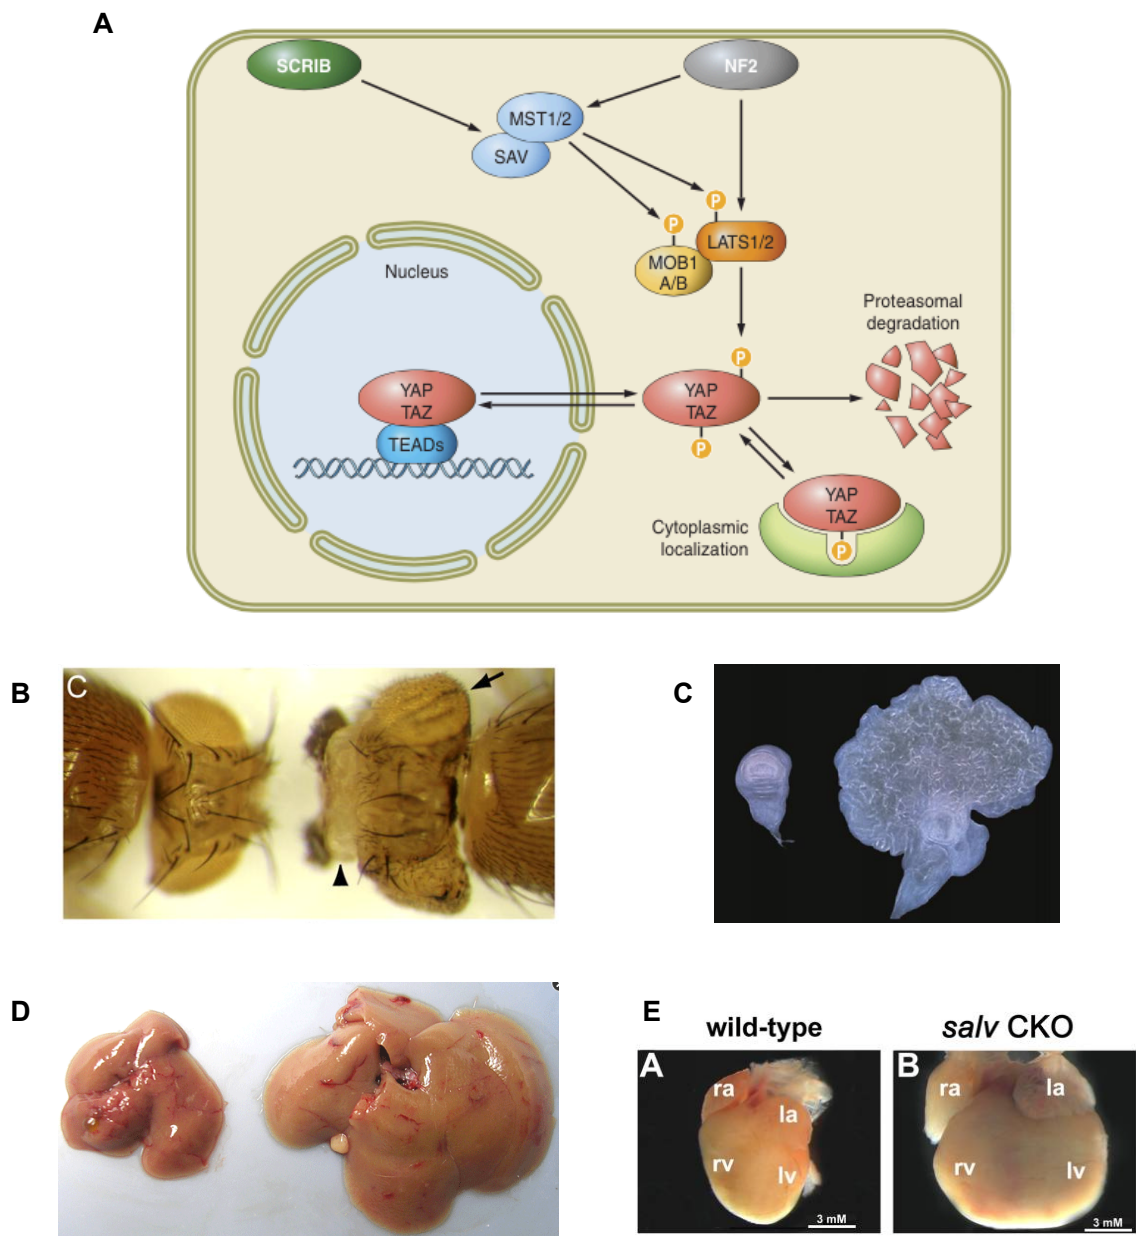 A
SCRIB
NF2
MST1/2
SAV
P
P
LATS1/2
MOB1
A/B
Nucleus
Proteasomal
degradation
P
YAP
TAZ
YAP
TAZ
TEADs
P
YAP
TAZ
P
Cytoplasmic
localization
B
C
C
D
E
wild-type
salv CKO
A
ra
la
rv
lv
3 mM
B
ra
la
rv
lv
3 mM